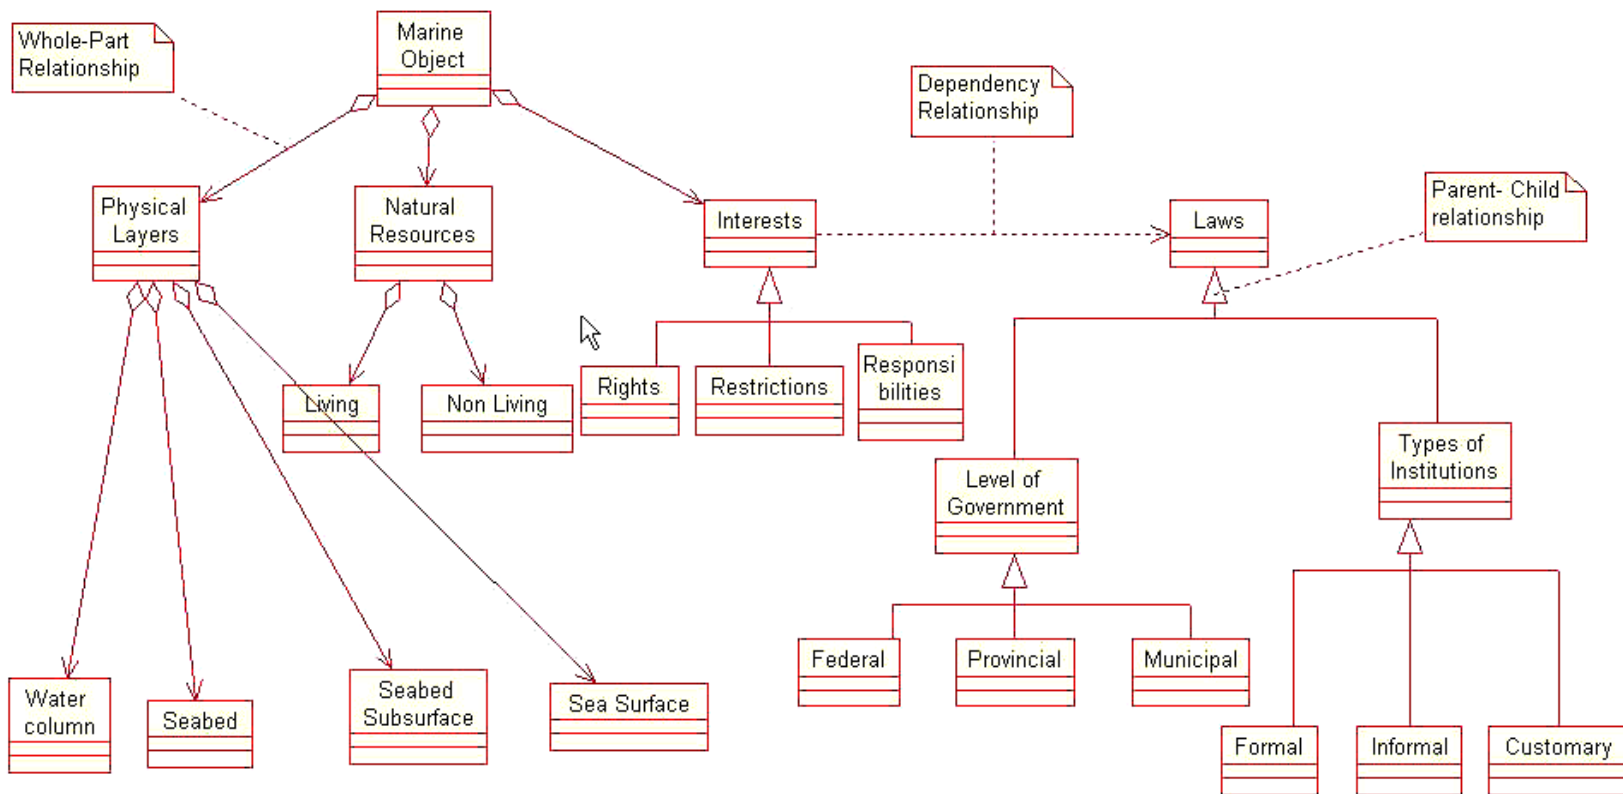 Whole-Part
Relationship
Marine
Object
Dependency
Relationship
Parent- Child
relationship
Physical
Layers
Natural
Resources
Interests
Laws
Living
Non Living
Rights
Restrictions
Responsi
bilities
Level of
Government
Types of
Institutions
Water
column
Seabed
Seabed
Subsurface
Sea Surface
Federal
Provincial
Municipal
Formal
Informal
Customary